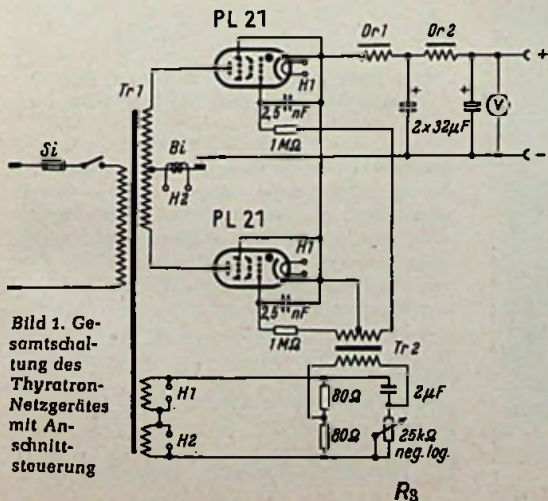 PL 21
Dr1
Dr2
H1
+
Tr1
2,5 nF
+
+
V
1MΩ
2x32µF
Si
Bi
H2
-
PL 21
H1
2,5 nF
1MΩ
Tr2
Bild 1. Ge-
samtschal-
tung des
Thyratron-
Netzgerätes
mit An-
schnitt-
steuerung
H1
80Ω
2µF
H2
80Ω
25kΩ
neg. log.
R3